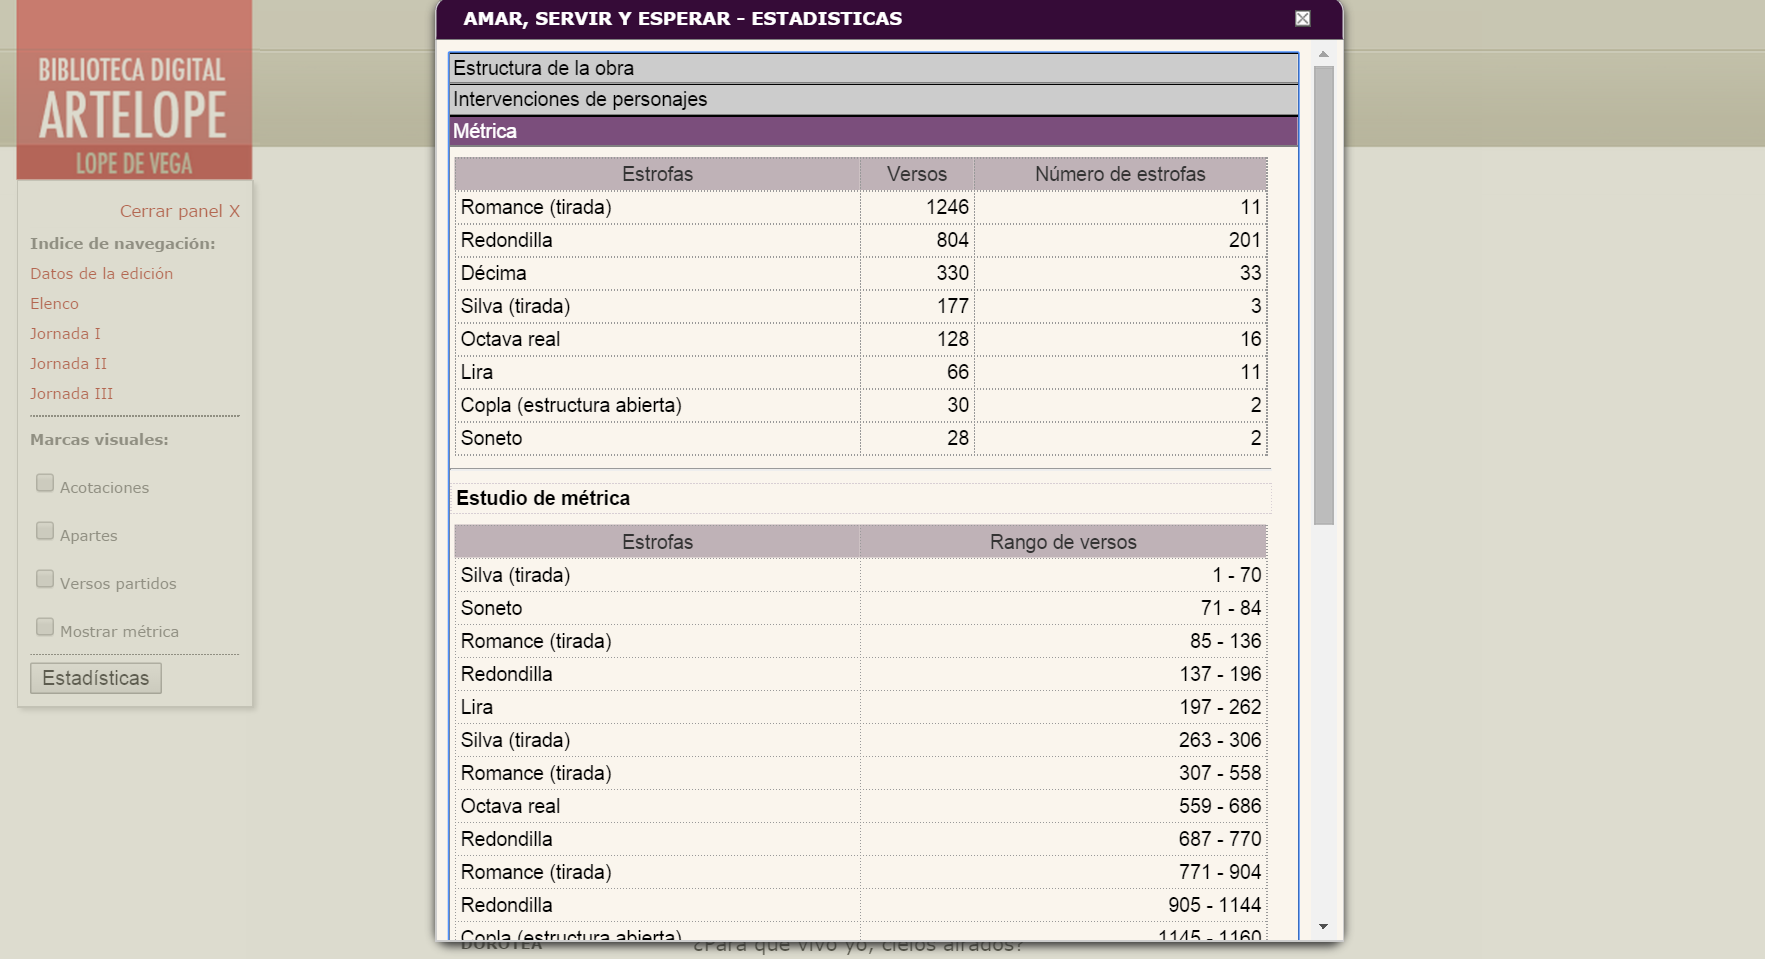 BIBLIOTECA DIGITAL
ARTELOPE
LOPE DE VEGA
Cerrar panel X
Indice de navegación:
Datos de la edición
Elenco
Jornada I
Jornada II
Jornada III
Marcas visuales:
Acotaciones
Apartes
Versos partidos
Mostrar métrica
Estadísticas
AMAR, SERVIR Y ESPERAR - ESTADISTICAS
Estructura de la obra
Intervenciones de personajes
Métrica
Estrofas Versos Número de estrofas
Romance (tirada) 1246 11
Redondilla 804 201
Décima 330 33
Silva (tirada) 177 3
Octava real 128 16
Lira 66 11
Copla (estructura abierta) 30 2
Soneto 28 2
Estudio de métrica
Estrofas Rango de versos
Silva (tirada) 1 - 70
Soneto 71 - 84
Romance (tirada) 85 - 136
Redondilla 137 - 196
Lira 197 - 262
Silva (tirada) 263 - 306
Romance (tirada) 307 - 558
Octava real 559 - 686
Redondilla 687 - 770
Romance (tirada) 771 - 904
Redondilla 905 - 1144
Copla (estructura abierta) 1145 - 1160
DOROTEA ¿Para qué vivo yo, cielos airados?